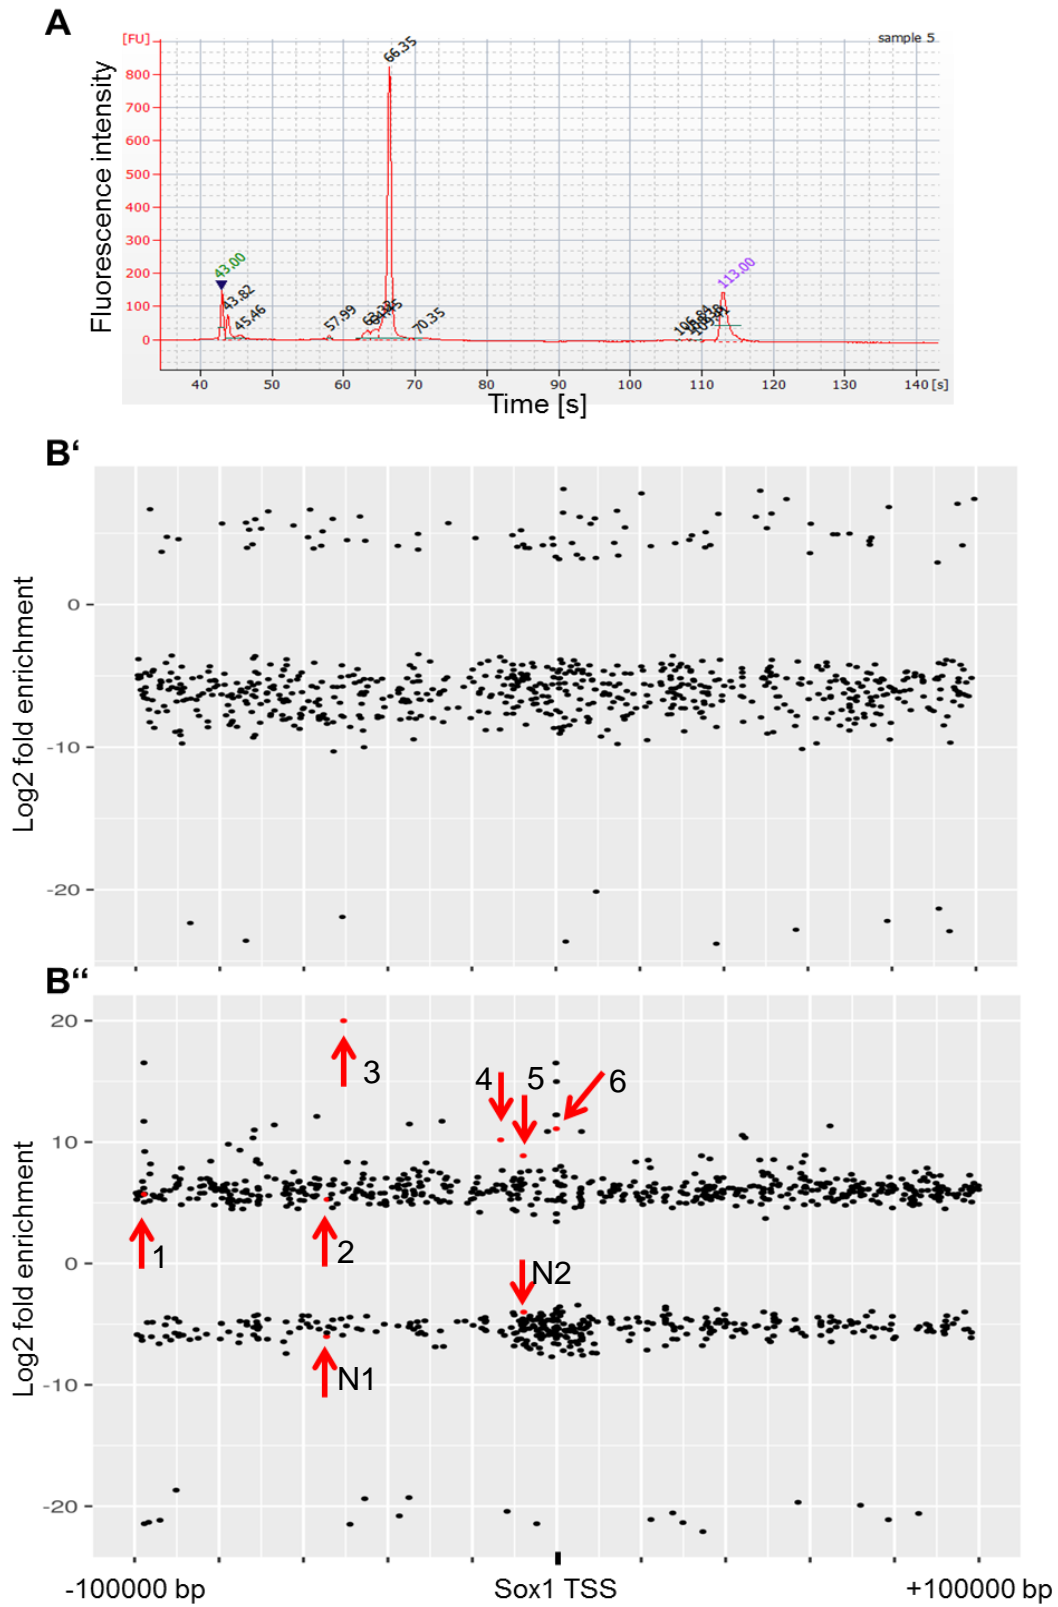 A
[FU]
sample 5
Fluorescence intensity
800
700
600
500
400
300
200
100
0
43.00
43.82
45.46
57.99
66.35
70.35
106.84
113.00
40 50 60 70 80 90 100 110 120 130 140 [s]
Time [s]
B‘
Log2 fold enrichment
0
-10
-20
B“
Log2 fold enrichment
20
10
0
-10
-20
3
4
5
6
1
2
N2
N1
-100000 bp
Sox1 TSS
+100000 bp